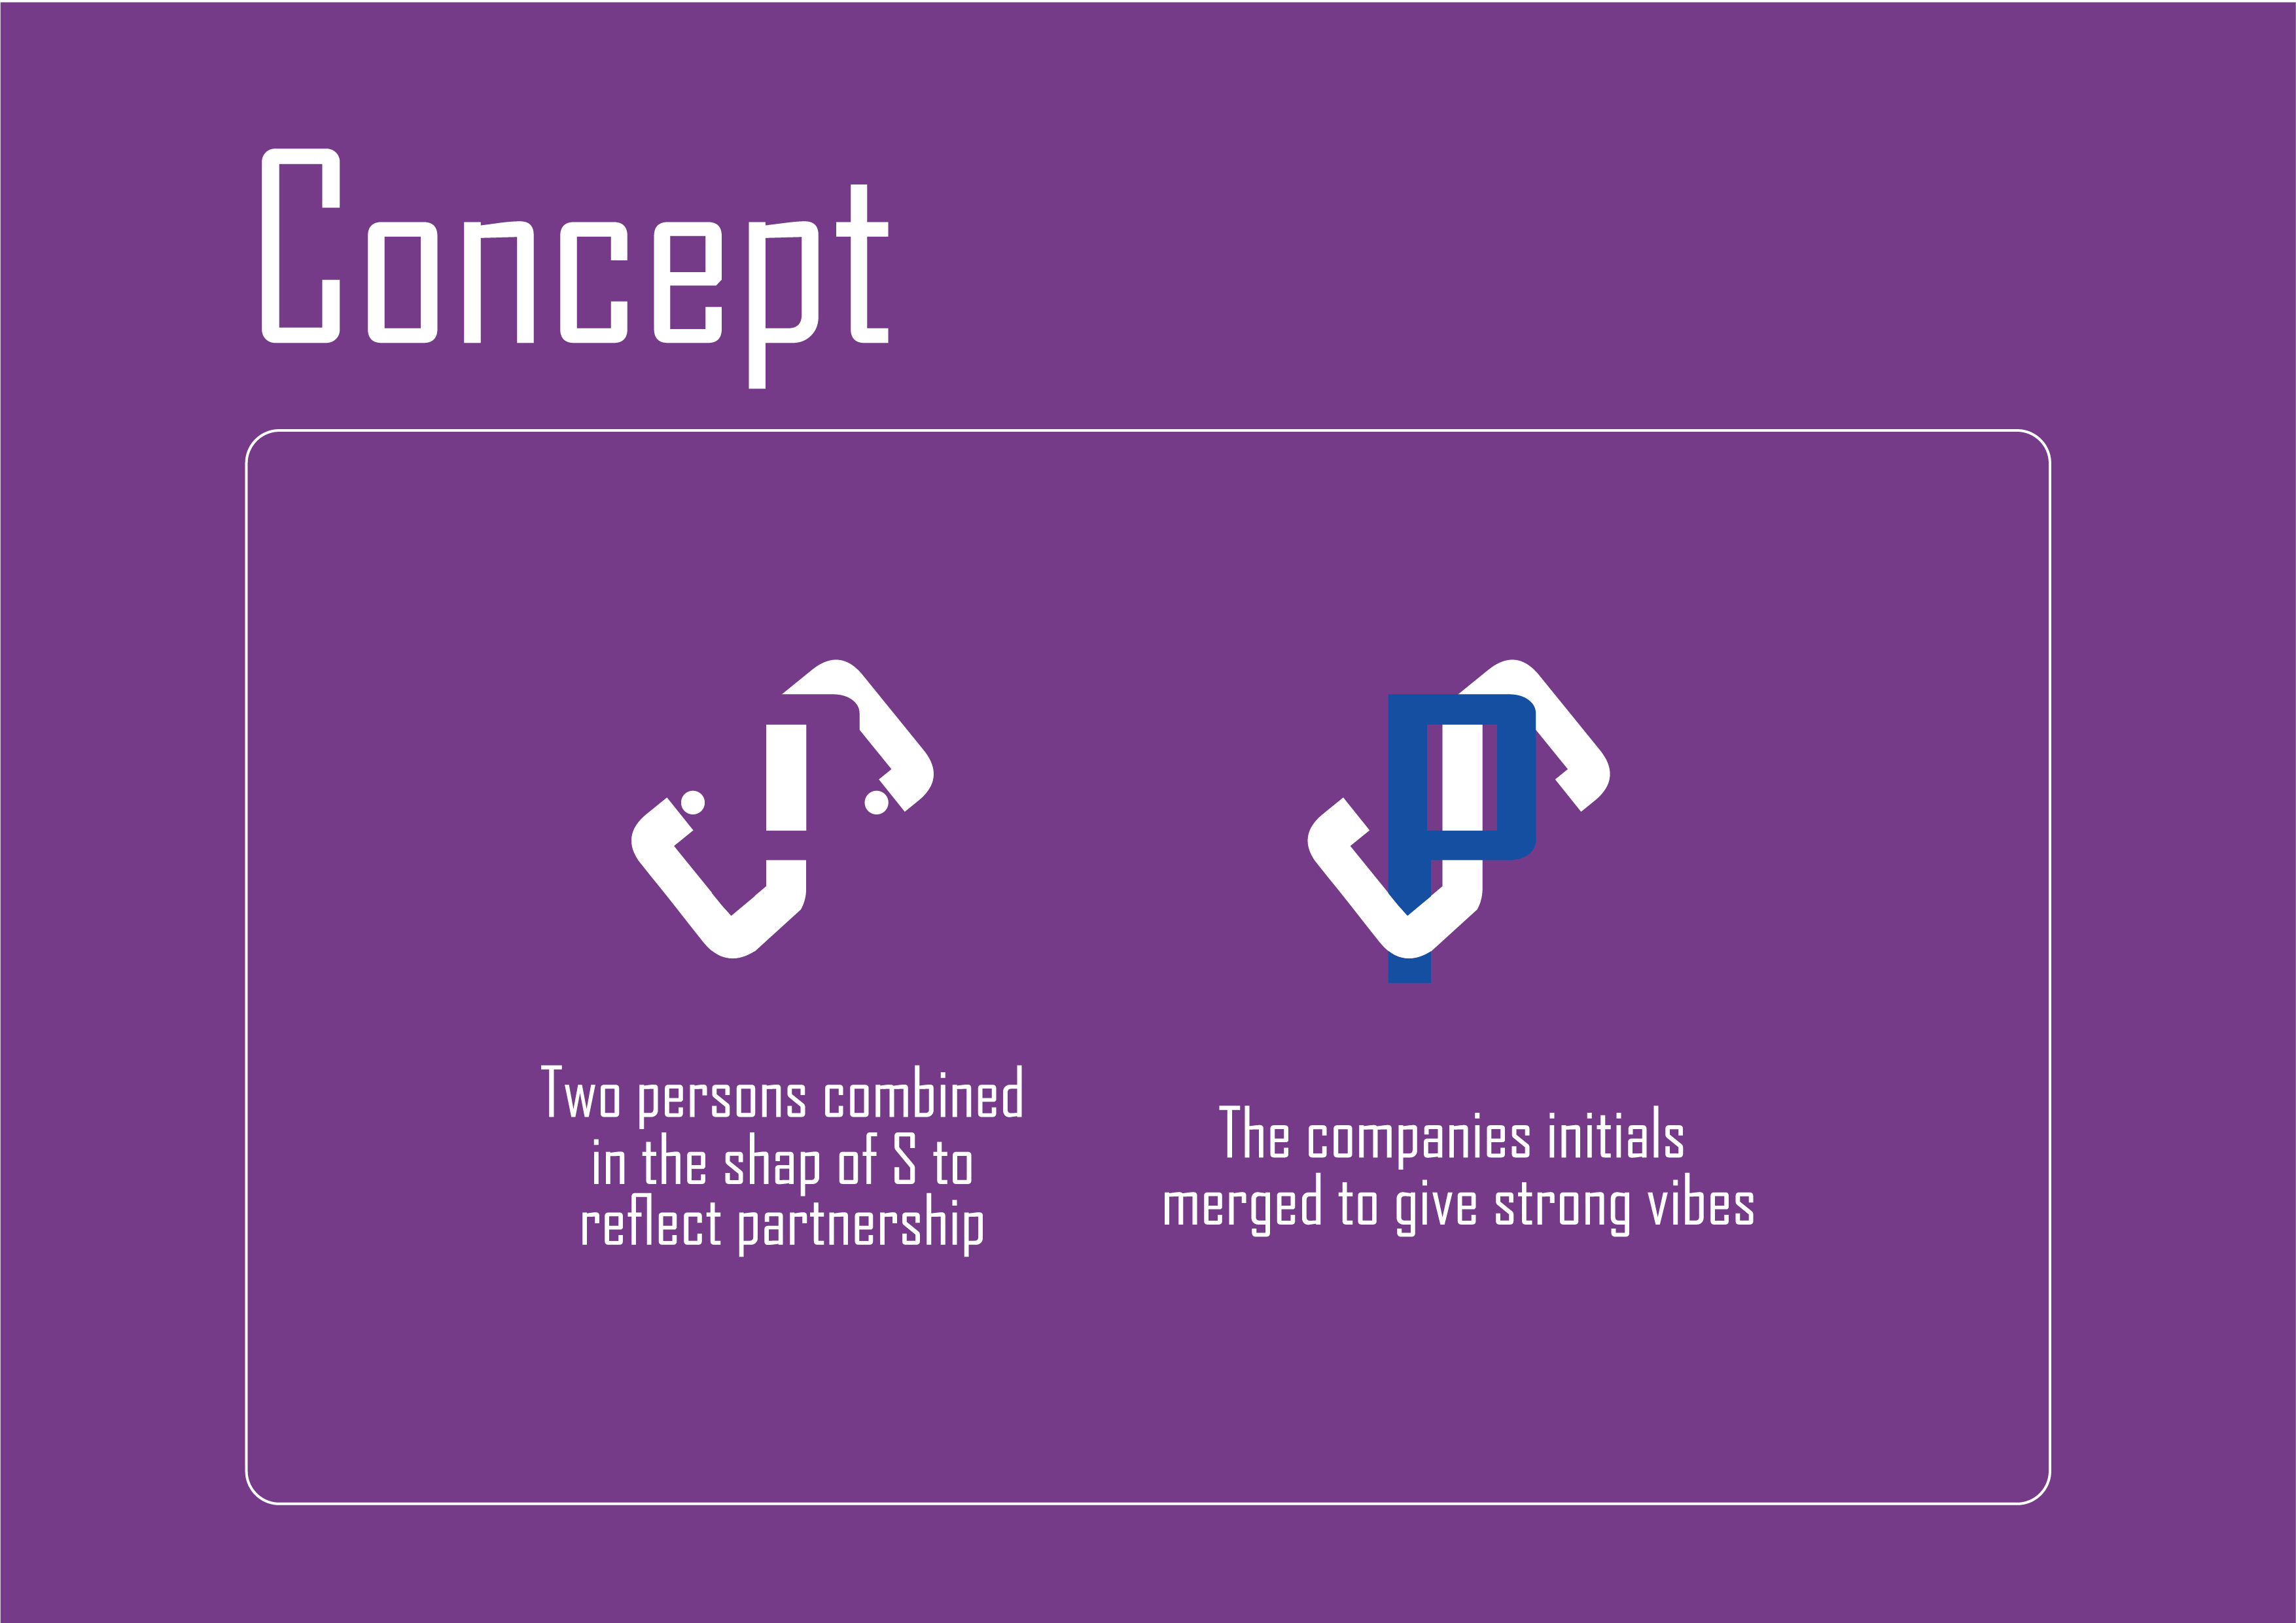 Concept
Two persons combined
in the shap of S to
reflect partnership
The companies initials
merged to give strong vibes